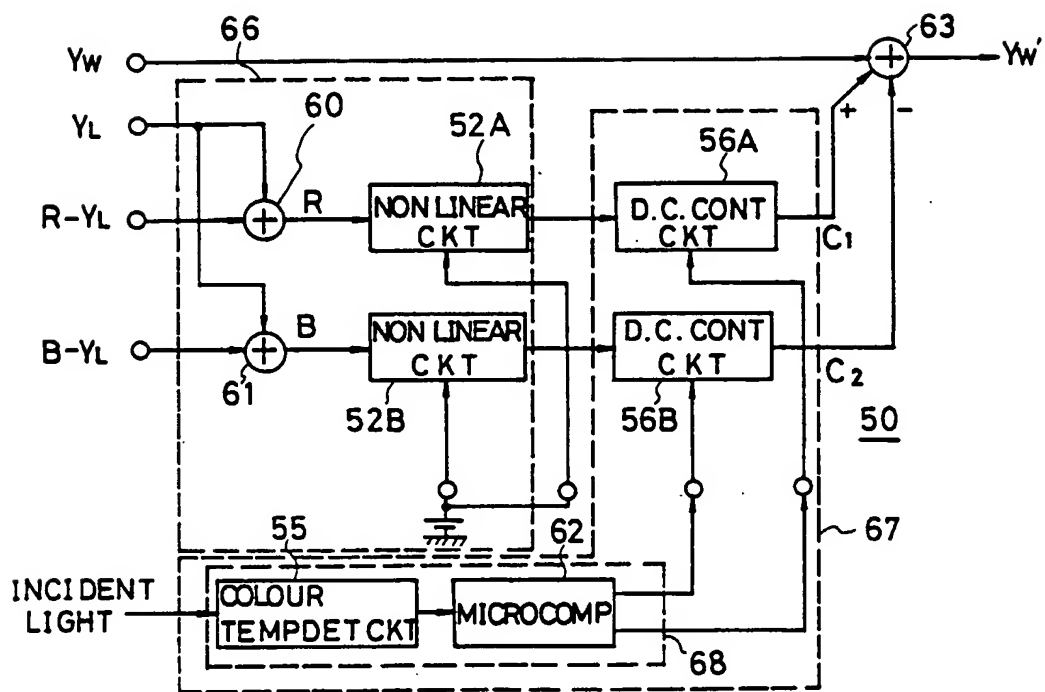 66
63
Yw
Yw'
YL
60
52A
+
-
56A
R-YL
R
NON LINEAR
CKT
D.C. CONT
CKT
C1
B-YL
B
NON LINEAR
CKT
D.C. CONT
CKT
C2
61
52B
56B
50
55
62
67
INCIDENT
LIGHT
COLOUR
TEMPDET CKT
MICROCOMP
68